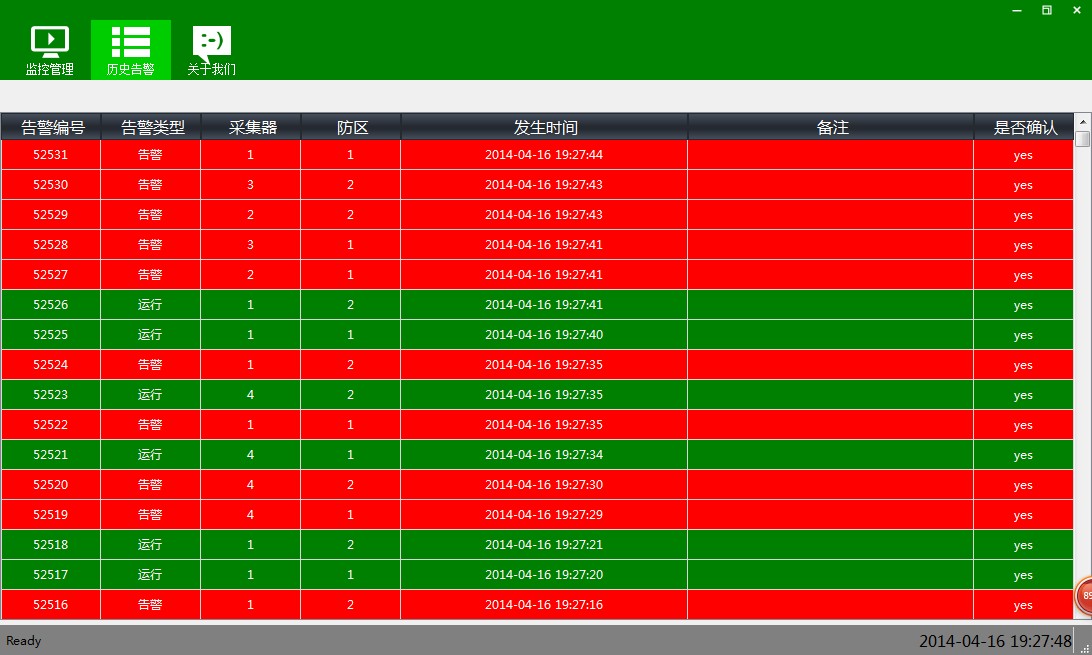 监控管理 历史告警 关于我们
告警编号 告警类型 采集器 防区 发生时间 备注 是否确认
52531 告警 1 1 2014-04-16 19:27:44 yes
52530 告警 3 2 2014-04-16 19:27:43 yes
52529 告警 2 2 2014-04-16 19:27:43 yes
52528 告警 3 1 2014-04-16 19:27:41 yes
52527 告警 2 1 2014-04-16 19:27:41 yes
52526 运行 1 2 2014-04-16 19:27:41 yes
52525 运行 1 1 2014-04-16 19:27:40 yes
52524 告警 1 2 2014-04-16 19:27:35 yes
52523 运行 4 2 2014-04-16 19:27:35 yes
52522 告警 1 1 2014-04-16 19:27:35 yes
52521 运行 4 1 2014-04-16 19:27:34 yes
52520 告警 4 2 2014-04-16 19:27:30 yes
52519 告警 4 1 2014-04-16 19:27:29 yes
52518 运行 1 2 2014-04-16 19:27:21 yes
52517 运行 1 1 2014-04-16 19:27:20 yes
52516 告警 1 2 2014-04-16 19:27:16 yes
Ready 2014-04-16 19:27:48